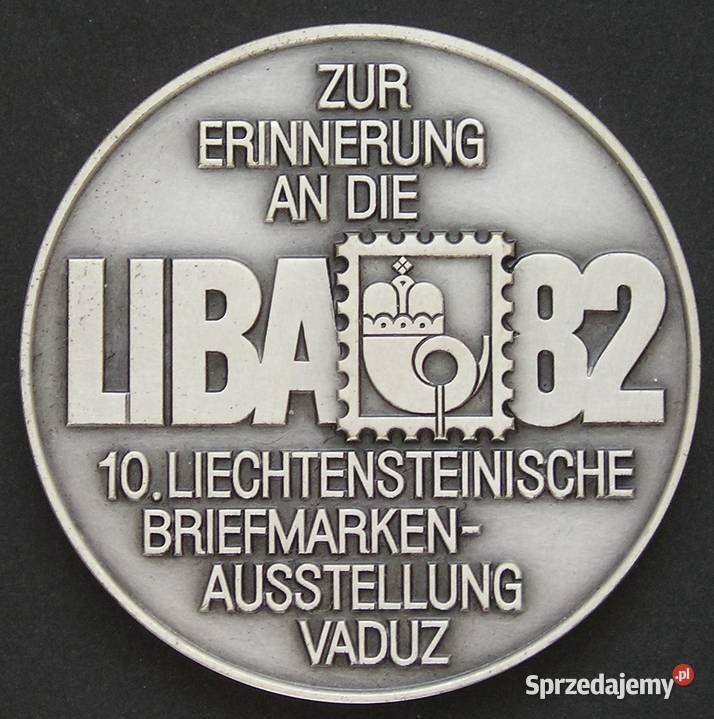 ZUR
ERINNERUNG
AN DIE
LIBA 82
10. LIECHTENSTEINISCHE
BRIEFMARKEN-
AUSSTELLUNG
VADUZ
Sprzedajemy.pl